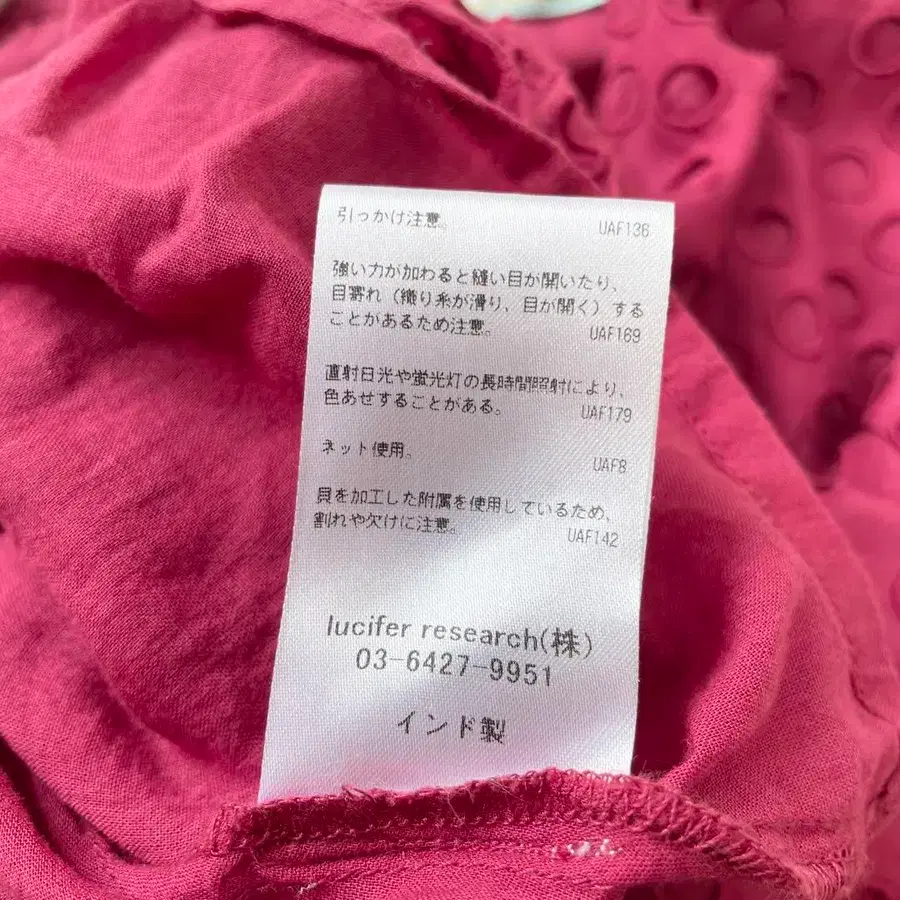 引っかけ注意。 UAF136
強い力が加わると縫い目が開いたり、
目寄れ（織り糸が滑り、目が開く）する
ことがあるため注意。 UAF169
直射日光や蛍光灯の長時間照射により、
色あせすることがある。 UAF179
ネット使用。 UAF8
貝を加工した附属を使用しているため、
割れや欠けに注意。 UAF142
lucifer research(株)
03-6427-9951
インド製